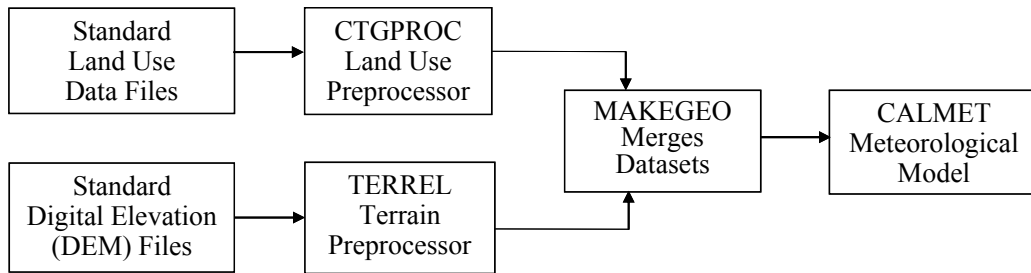 Standard
Land Use
Data Files
CTGPROC
Land Use
Preprocessor
MAKEGEO
Merges
Datasets
CALMET
Meteorological
Model
Standard
Digital Elevation
(DEM) Files
TERREL
Terrain
Preprocessor